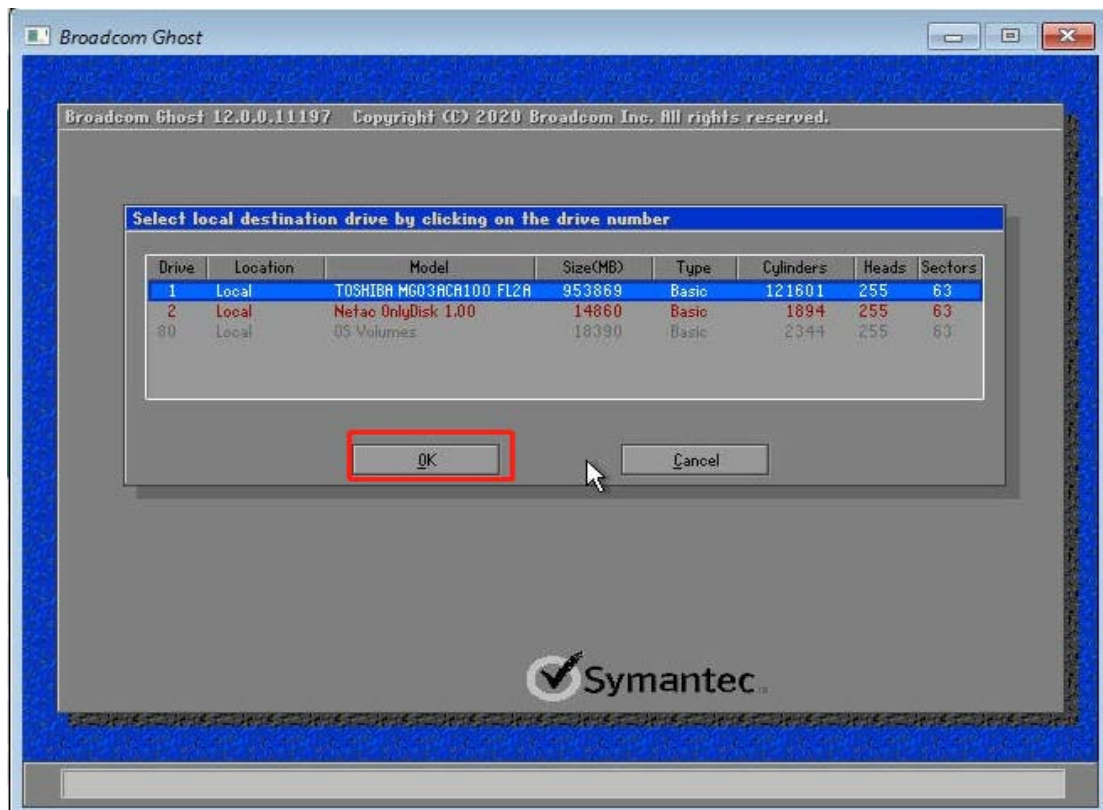 Broadcom Ghost
Broadcom Ghost 12.0.0.11197 Copyright (C) 2020 Broadcom Inc. All rights reserved.
Select local destination drive by clicking on the drive number
Drive Location Model Size(MB) Type Cylinders Heads Sectors
1 Local TOSHIBA MG03ACA100 FL2A 953869 Basic 121601 255 63
2 Local Netac OnlyDisk 1.00 14860 Basic 1894 255 63
80 Local OS Volumes 18390 Basic 2344 255 63
OK Cancel
Symantec